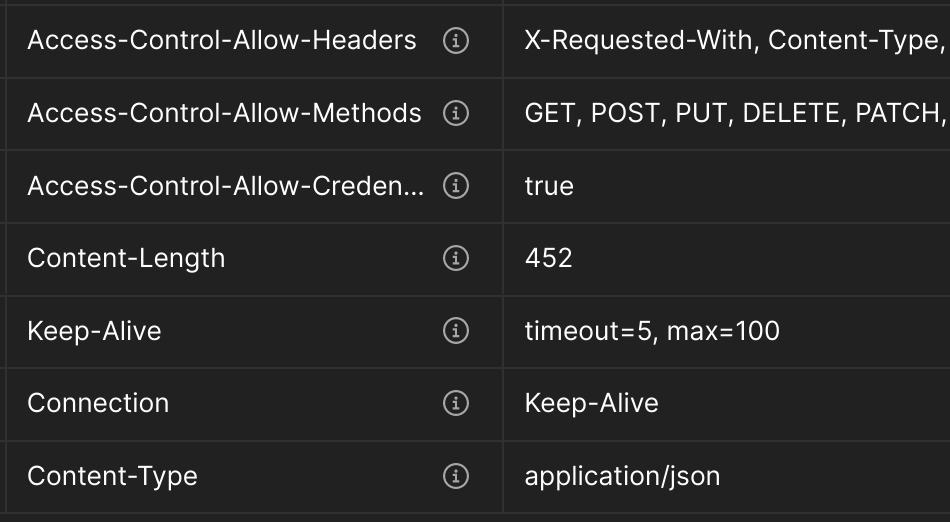 Access-Control-Allow-Headers X-Requested-With, Content-Type,
Access-Control-Allow-Methods GET, POST, PUT, DELETE, PATCH,
Access-Control-Allow-Creden... true
Content-Length 452
Keep-Alive timeout=5, max=100
Connection Keep-Alive
Content-Type application/json